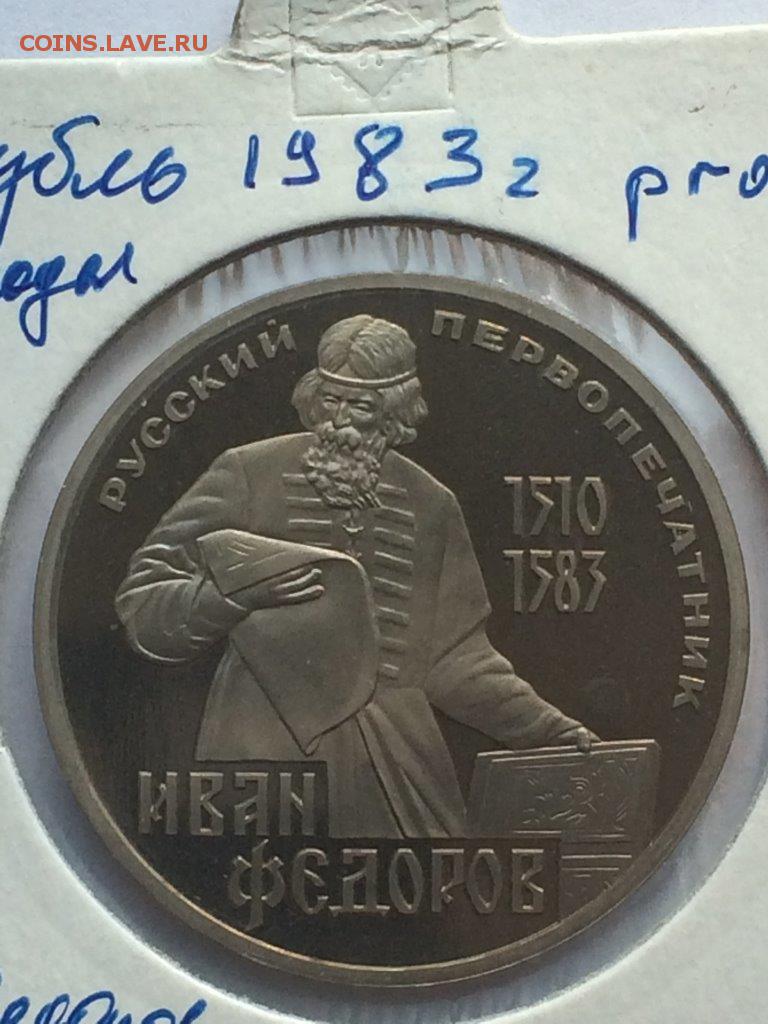 COINS.LAVE.RU
1983г
РУССКИЙ ПЕРВОПЕЧАТНИК
1510
1583
ИВАН
ФЕДОРОВ